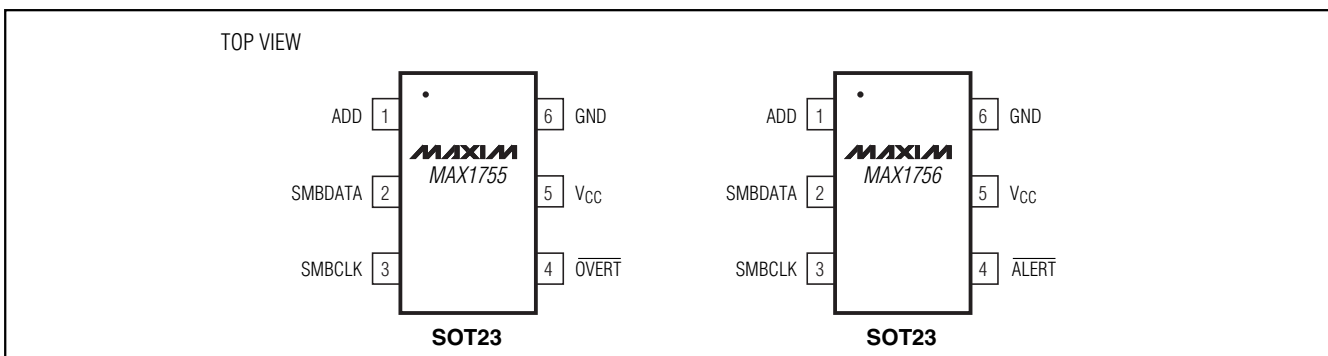 TOP VIEW
ADD 1
MAXIM
MAX1755
6 GND
SMBDATA 2
5 VCC
SMBCLK 3
4 OVERT
SOT23
ADD 1
MAXIM
MAX1756
6 GND
SMBDATA 2
5 VCC
SMBCLK 3
4 ALERT
SOT23